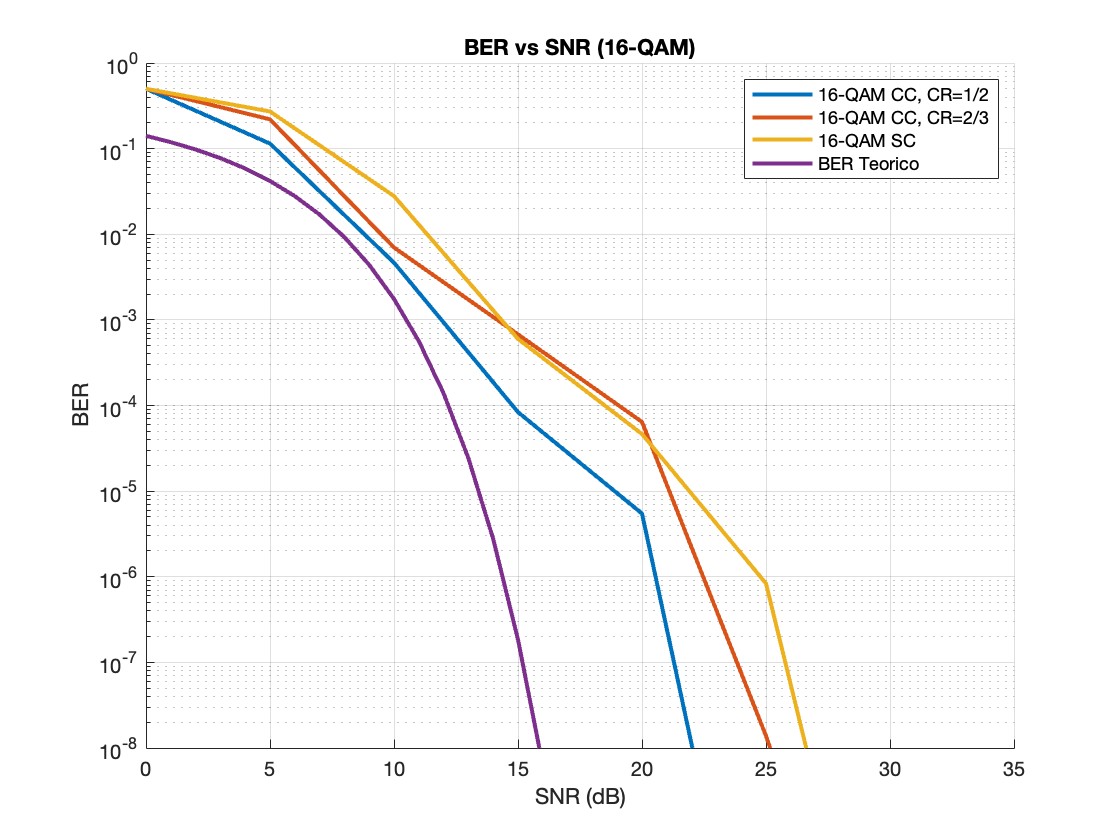 BER vs SNR (16-QAM)
16-QAM CC, CR=1/2
16-QAM CC, CR=2/3
16-QAM SC
BER Teorico
10^0
10^-1
10^-2
10^-3
10^-4
10^-5
10^-6
10^-7
10^-8
BER
0 5 10 15 20 25 30 35
SNR (dB)